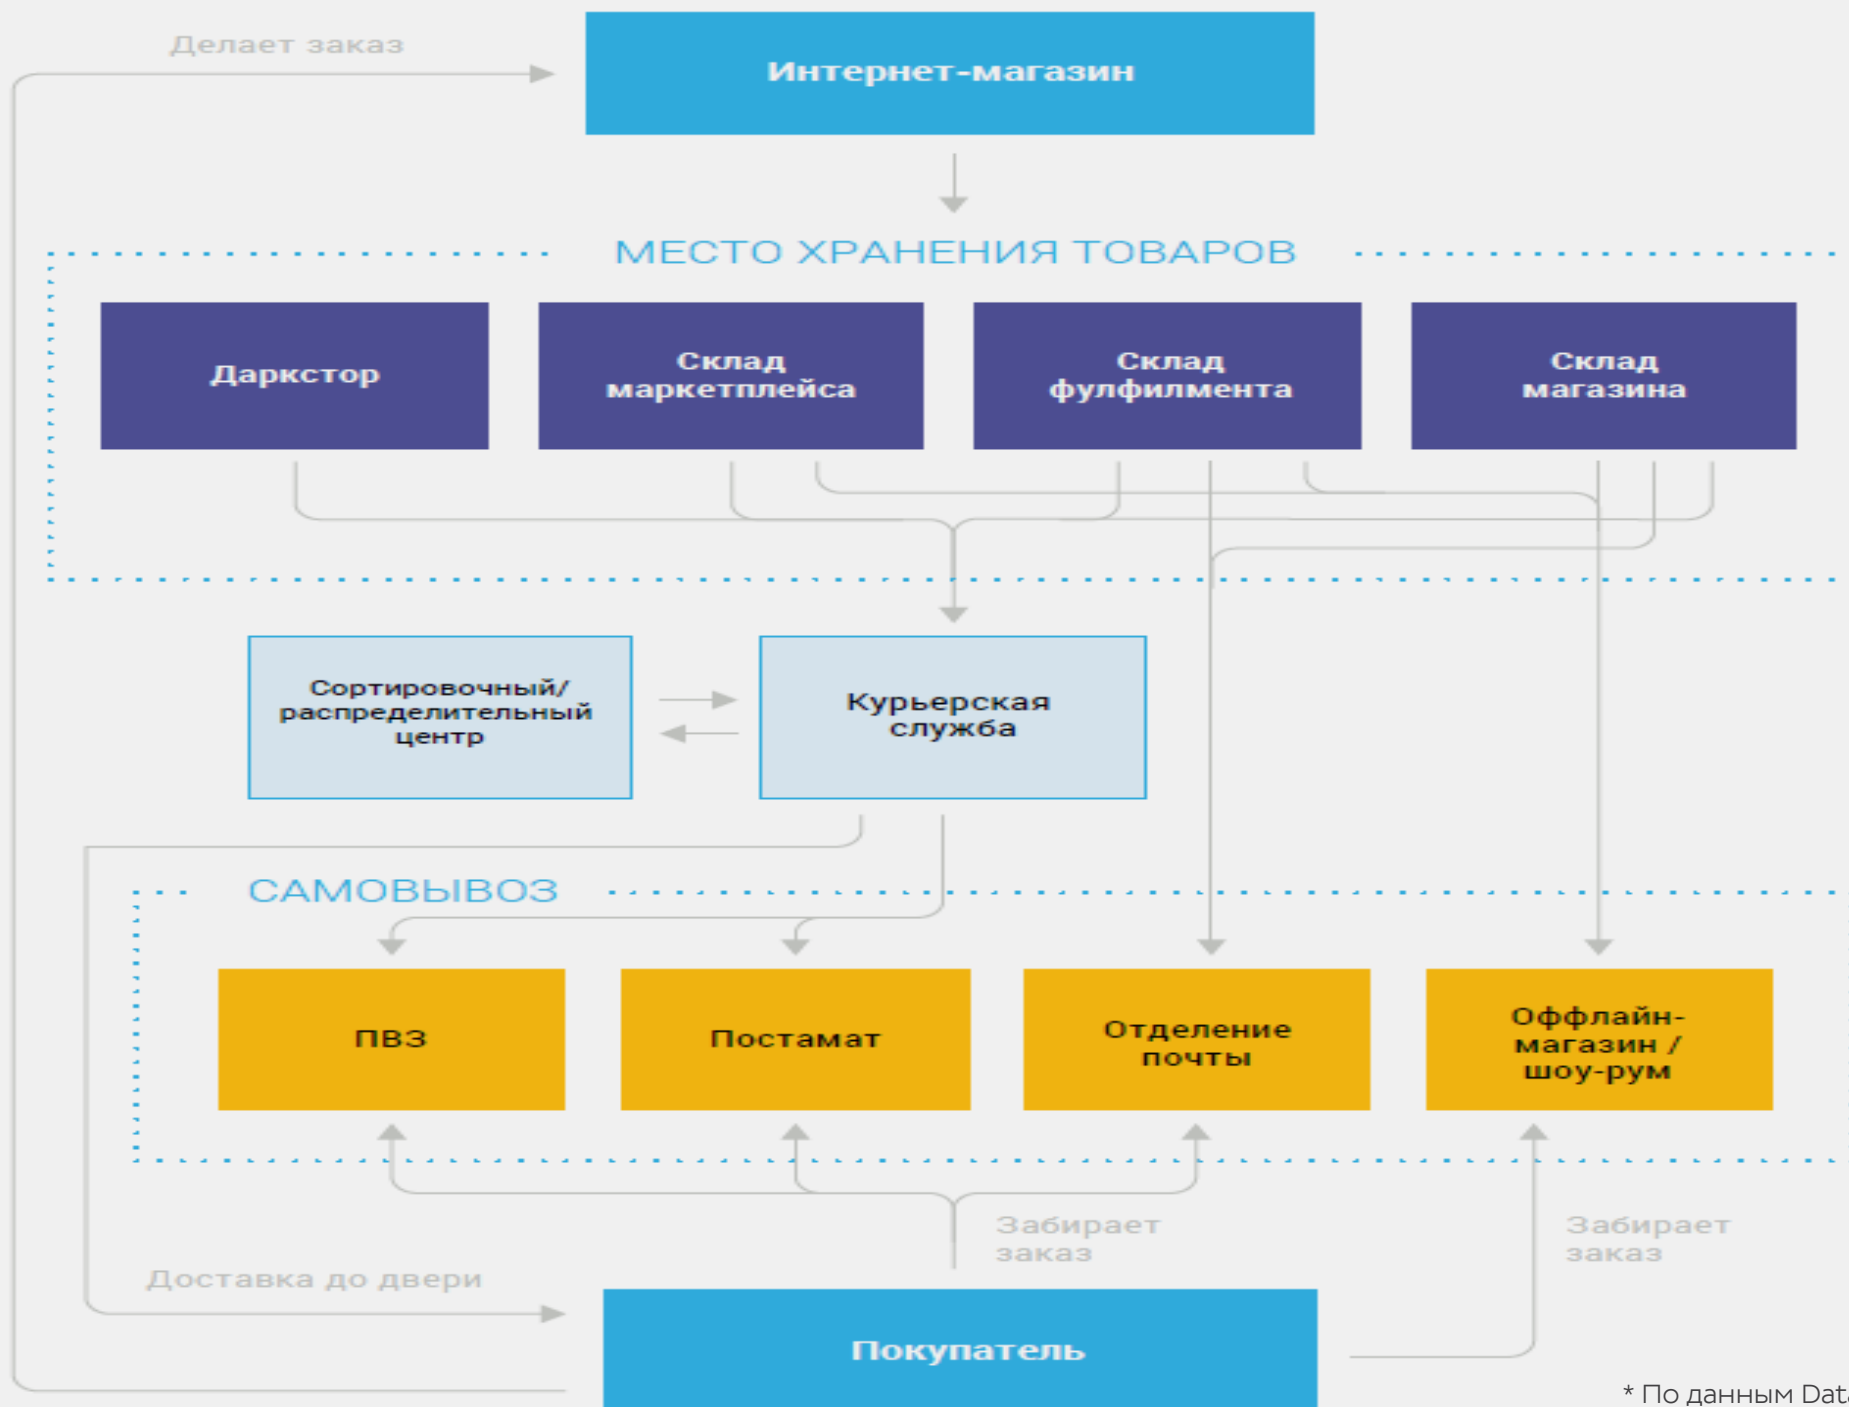 Делает заказ
Интернет-магазин
МЕСТО ХРАНЕНИЯ ТОВАРОВ
Даркстор
Склад
маркетплейса
Склад
фулфилмента
Склад
магазина
Сортировочный/
распределительный
центр
Курьерская
служба
САМОВЫВОЗ
ПВЗ
Постамат
Отделение
почты
Оффлайн-
магазин /
шоу-рум
Забирает
заказ
Забирает
заказ
Доставка до двери
Покупатель
* По данным Data